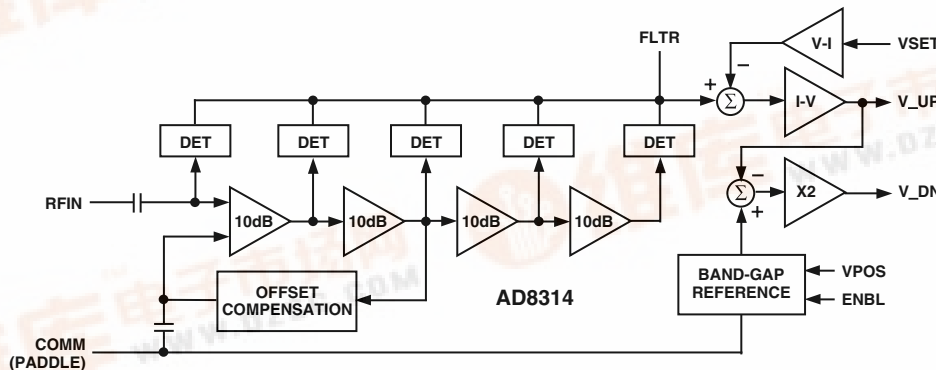 FLTR
V-I
VSET
I-V
V_UP
DET
DET
DET
DET
DET
Σ
RFIN
10dB
10dB
10dB
10dB
Σ
X2
V_DN
OFFSET
COMPENSATION
AD8314
BAND-GAP
REFERENCE
VPOS
ENBL
COMM
(PADDLE)